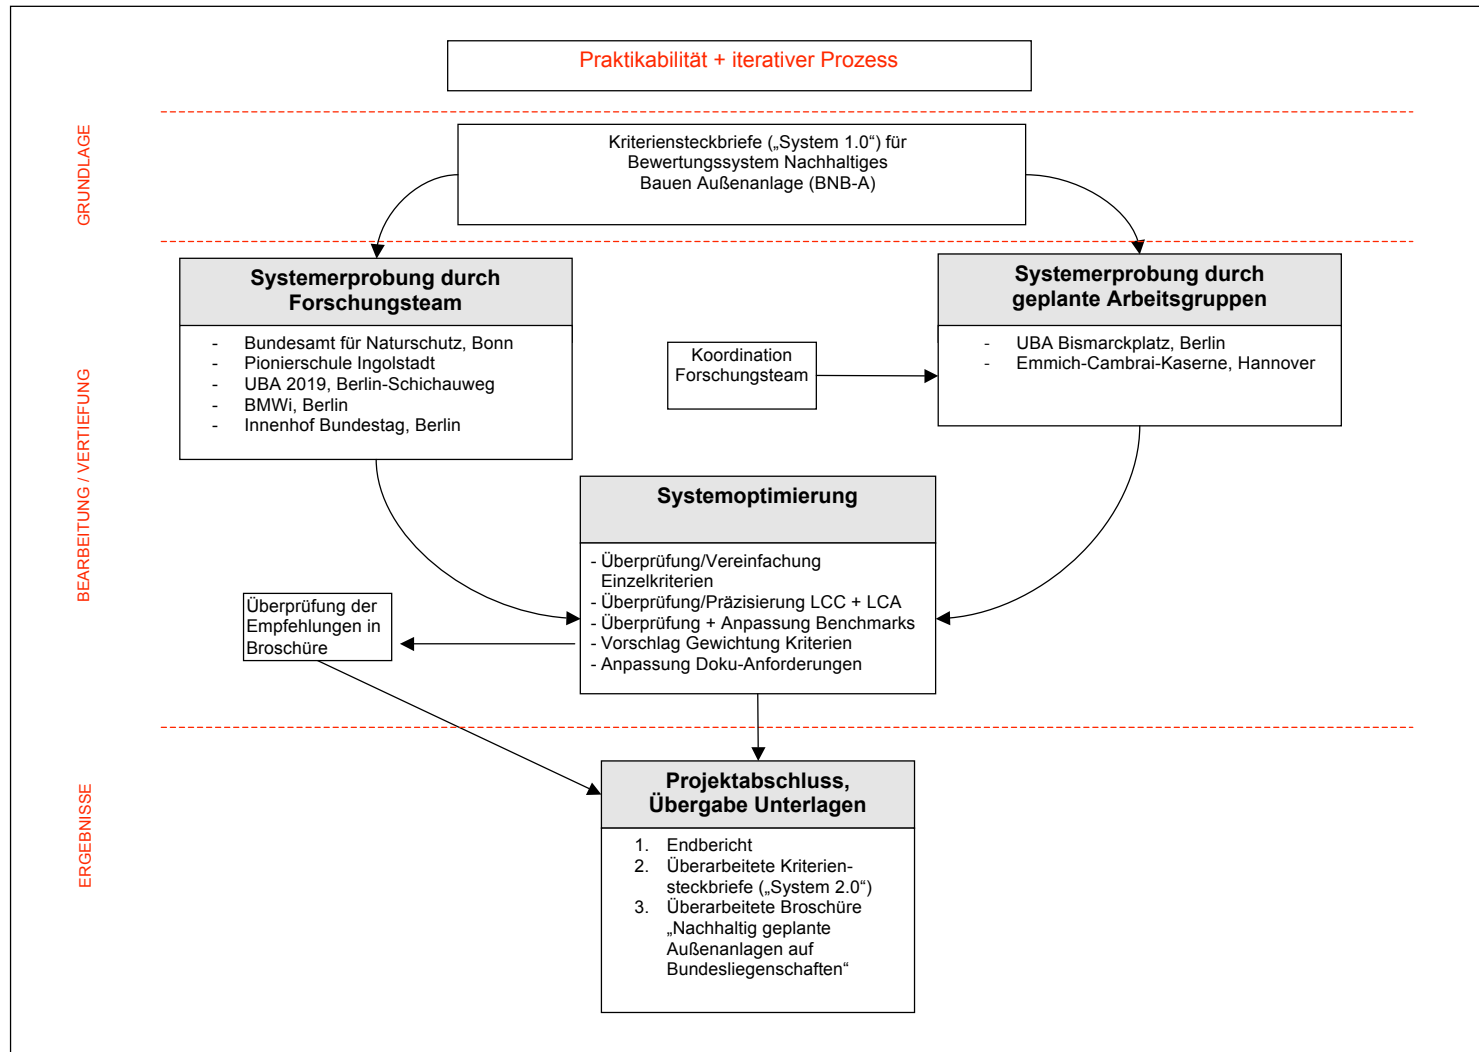 Praktikabilität + iterativer Prozess
GRUNDLAGE
Kriteriensteckbriefe („System 1.0“) für
Bewertungssystem Nachhaltiges
Bauen Außenanlage (BNB-A)
BEARBEITUNG / VERTIEFUNG
Systemerprobung durch
Forschungsteam
- Bundesamt für Naturschutz, Bonn
- Pionierschule Ingolstadt
- UBA 2019, Berlin-Schichauweg
- BMWi, Berlin
- Innenhof Bundestag, Berlin
Koordination
Forschungsteam
Systemerprobung durch
geplante Arbeitsgruppen
- UBA Bismarckplatz, Berlin
- Emmich-Cambrai-Kaserne, Hannover
Systemoptimierung
- Überprüfung/Vereinfachung
Einzelkriterien
- Überprüfung/Präzisierung LCC + LCA
- Überprüfung + Anpassung Benchmarks
- Vorschlag Gewichtung Kriterien
- Anpassung Doku-Anforderungen
Überprüfung der
Empfehlungen in
Broschüre
ERGEBNISSE
Projektabschluss,
Übergabe Unterlagen
1. Endbericht
2. Überarbeitete Kriterien-
steckbriefe („System 2.0“)
3. Überarbeitete Broschüre
„Nachhaltig geplante
Außenanlagen auf
Bundesliegenschaften“